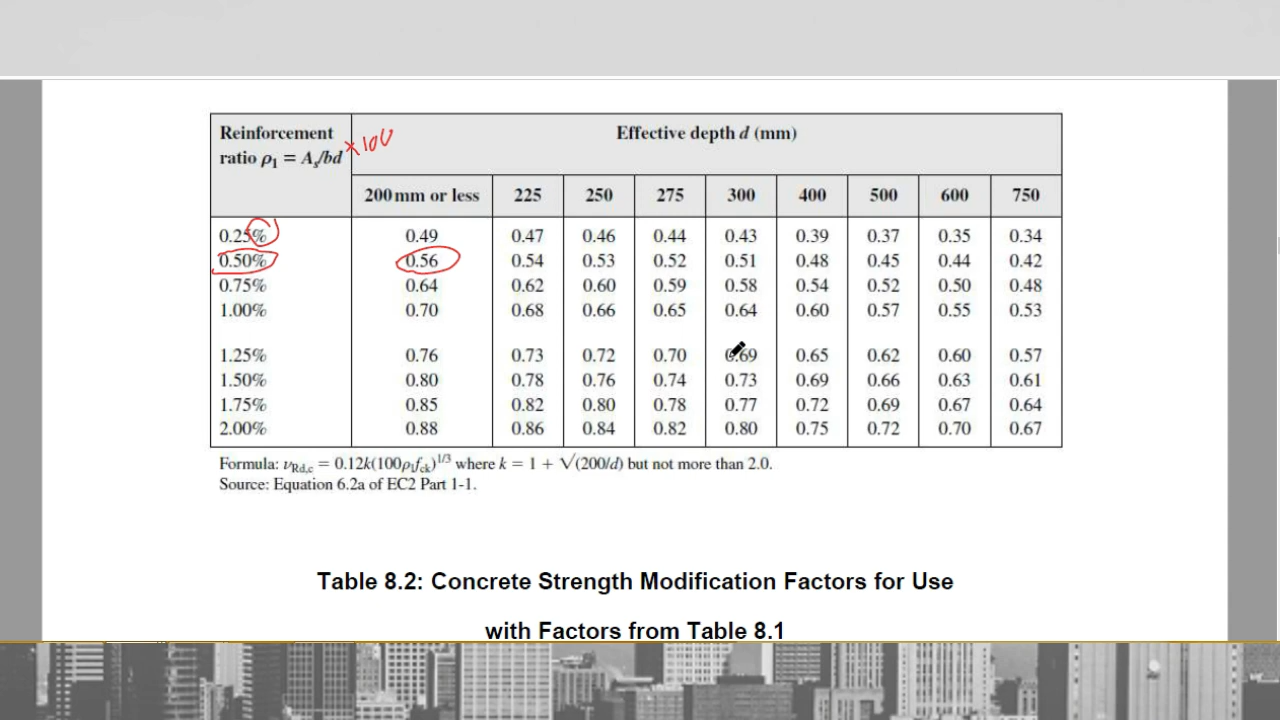 Reinforcement
ratio ρ1 = As/bd ×100
Effective depth d (mm)
200 mm or less 225 250 275 300 400 500 600 750
0.25% 0.49 0.47 0.46 0.44 0.43 0.39 0.37 0.35 0.34
0.50% 0.56 0.54 0.53 0.52 0.51 0.48 0.45 0.44 0.42
0.75% 0.64 0.62 0.60 0.59 0.58 0.54 0.52 0.50 0.48
1.00% 0.70 0.68 0.66 0.65 0.64 0.60 0.57 0.55 0.53
1.25% 0.76 0.73 0.72 0.70 0.69 0.65 0.62 0.60 0.57
1.50% 0.80 0.78 0.76 0.74 0.73 0.69 0.66 0.63 0.61
1.75% 0.85 0.82 0.80 0.78 0.77 0.72 0.69 0.67 0.64
2.00% 0.88 0.86 0.84 0.82 0.80 0.75 0.72 0.70 0.67
Formula: νRd,c = 0.12k(100ρ1fck)^1/3 where k = 1 + √(200/d) but not more than 2.0.
Source: Equation 6.2a of EC2 Part 1-1.
Table 8.2: Concrete Strength Modification Factors for Use
with Factors from Table 8.1